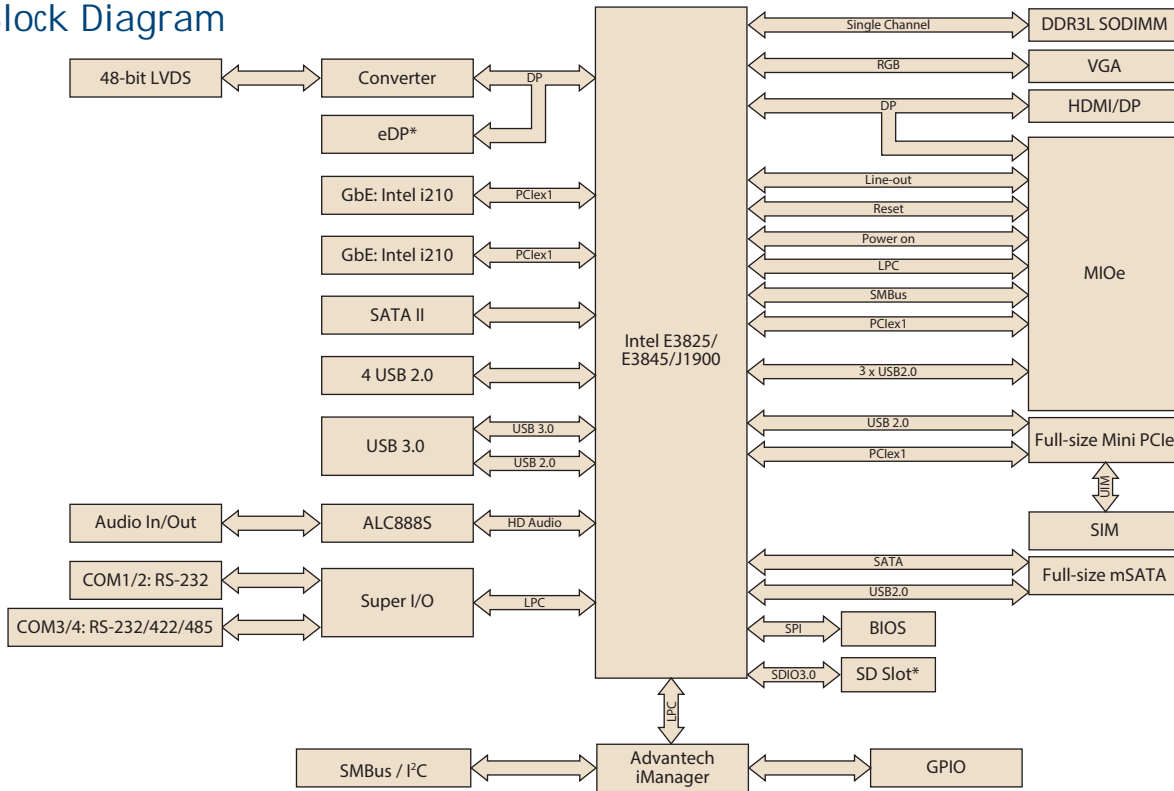 Block Diagram
Single Channel
DDR3L SODIMM
48-bit LVDS
Converter
DP
RGB
VGA
DP
HDMI/DP
eDP*
GbE: Intel i210
PCIex1
Line-out
Reset
GbE: Intel i210
PCIex1
Power on
LPC
MIOe
SMBus
SATA II
PCIex1
Intel E3825/
E3845/J1900
4 USB 2.0
3 x USB2.0
USB 3.0
USB 3.0
USB 2.0
USB 2.0
PCIex1
Full-size Mini PCIe
UIM
SIM
Audio In/Out
ALC888S
HD Audio
SATA
USB2.0
Full-size mSATA
COM1/2: RS-232
COM3/4: RS-232/422/485
Super I/O
LPC
SPI
BIOS
SDIO3.0
SD Slot*
LPC
SMBus / I²C
Advantech
iManager
GPIO